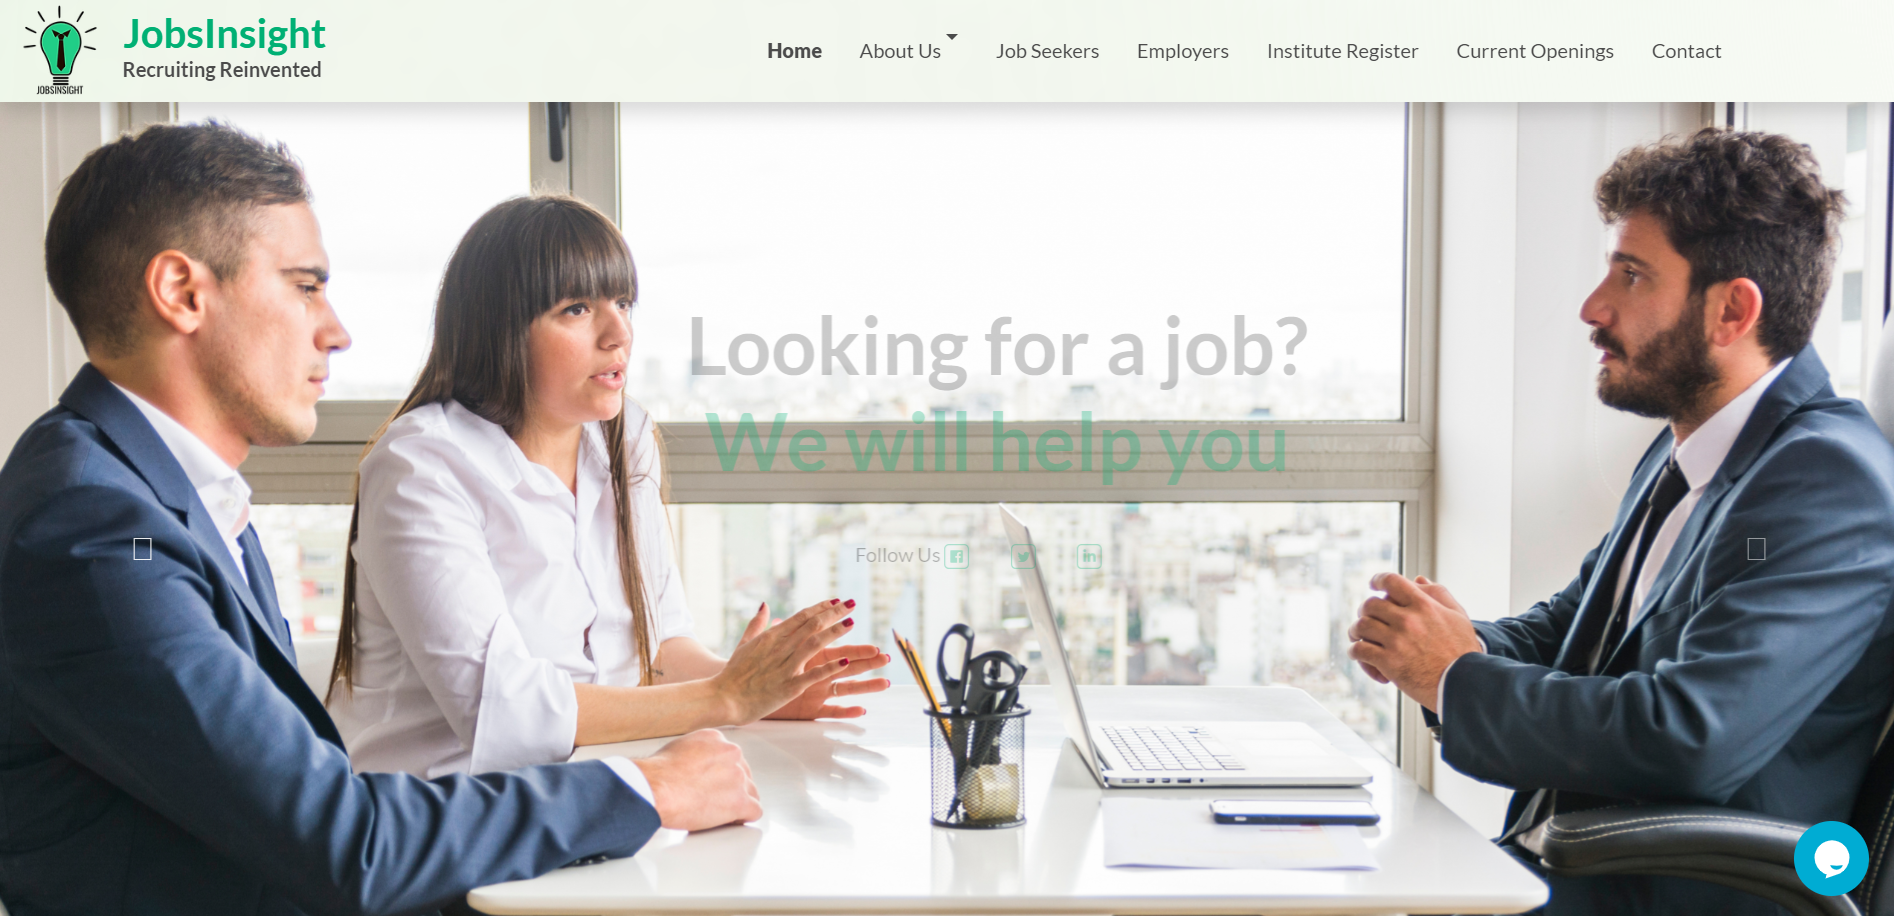 JobsInsight
Recruiting Reinvented
JOBSINSIGHT
Home
About Us
Job Seekers
Employers
Institute Register
Current Openings
Contact
Looking for a job?
We will help you
Follow Us